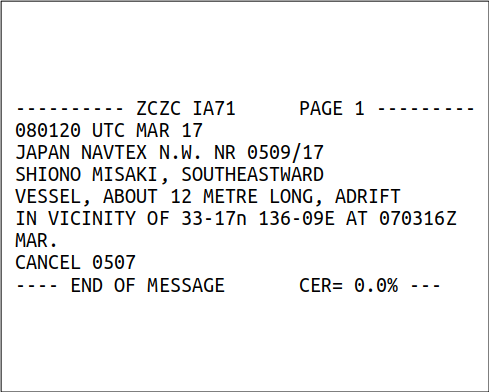 ---------- ZCZC IA71      PAGE 1 ---------
080120 UTC MAR 17
JAPAN NAVTEX N.W. NR 0509/17
SHIONO MISAKI, SOUTHEASTWARD
VESSEL, ABOUT 12 METRE LONG, ADRIFT
IN VICINITY OF 33-17n 136-09E AT 070316Z
MAR.
CANCEL 0507
---- END OF MESSAGE       CER= 0.0% ---